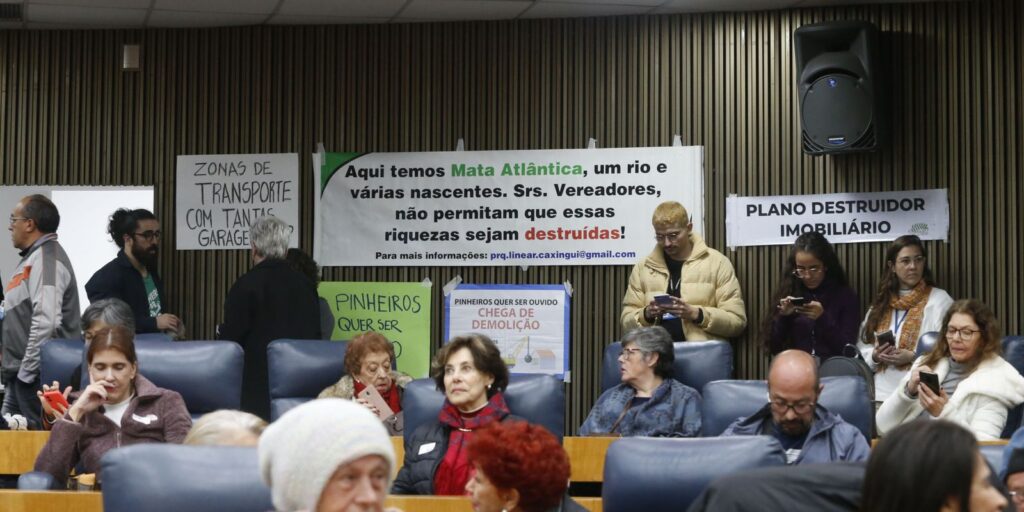 ZONAS DE
TRANSPORTE
COM TANTAS
Aqui temos Mata Atlântica, um rio e
várias nascentes. Srs. Vereadores,
não permitam que essas
riquezas sejam destruídas!
Para mais informações: prq.linear.caxingui@gmail.com
PLANO DESTRUIDOR
IMOBILIÁRIO
PINHEIROS
QUER SER
PINHEIROS QUER SER OUVIDO
CHEGA DE
DEMOLIÇÃO